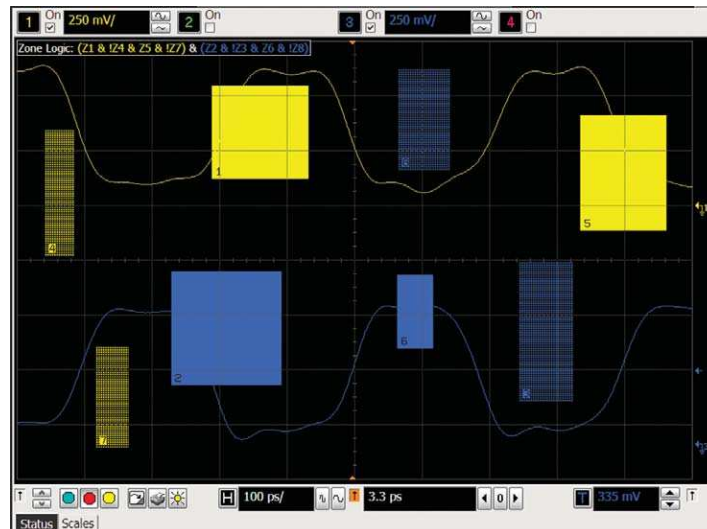 1 On 250 mV/ 2 On 3 On 250 mV/ 4 On
Zone Logic: (Z1 & !Z4 & Z5 & !Z7) & (Z2 & !Z3 & Z6 & !Z8)
1
4
5
2
6
7
H 100 ps/ 3.3 ps 0 T 335 mV
Status Scales